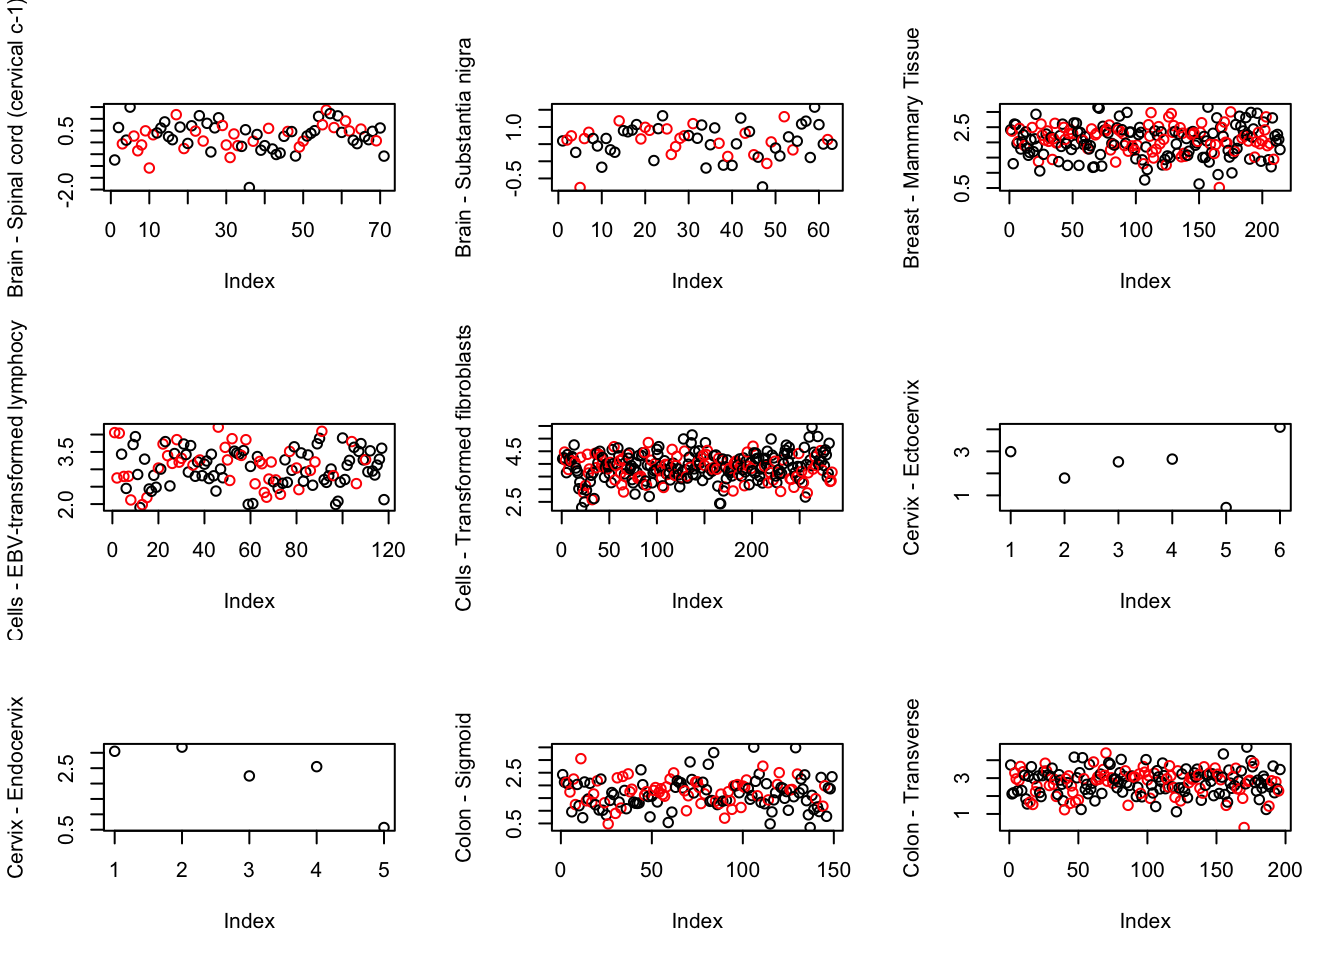 Brain - Spinal cord (cervical c-1)
0.5
-2.0
0 10 30 50 70
Index
Brain - Substantia nigra
1.0
-0.5
0 10 20 30 40 50 60
Index
Breast - Mammary Tissue
2.5
0.5
0 50 100 150 200
Index
Cells - EBV-transformed lymphocy
3.5
2.0
0 20 40 60 80 120
Index
Cells - Transformed fibroblasts
4.5
2.5
0 50 100 200
Index
Cervix - Ectocervix
3
1
1 2 3 4 5 6
Index
Cervix - Endocervix
2.5
0.5
1 2 3 4 5
Index
Colon - Sigmoid
2.5
0.5
0 50 100 150
Index
Colon - Transverse
3
1
0 50 100 150 200
Index